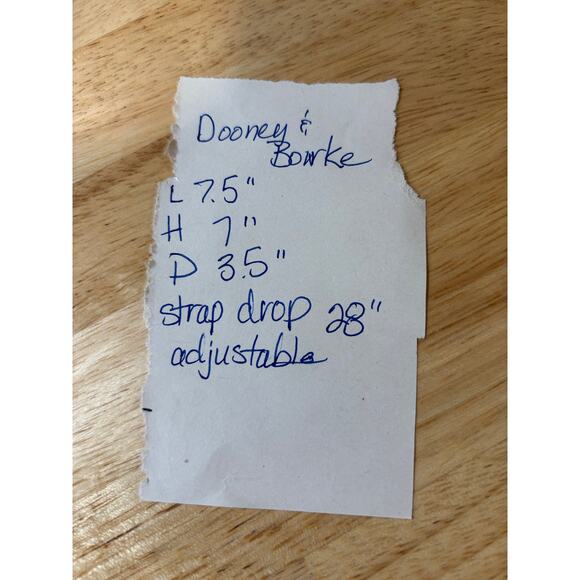 Dooney &
Bourke
L 7.5"
H 7"
D 3.5"
strap drop 28"
adjustable